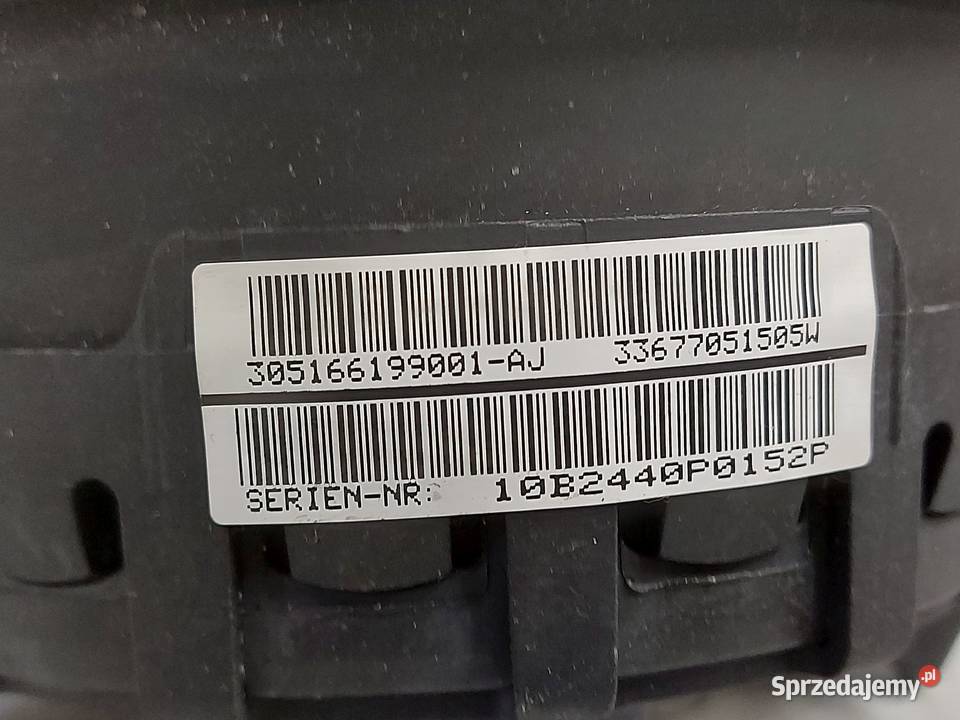 305166199001-AJ 33677051505W
SERIEN-NR: 10B2440P0152P
Sprzedajemy.pl